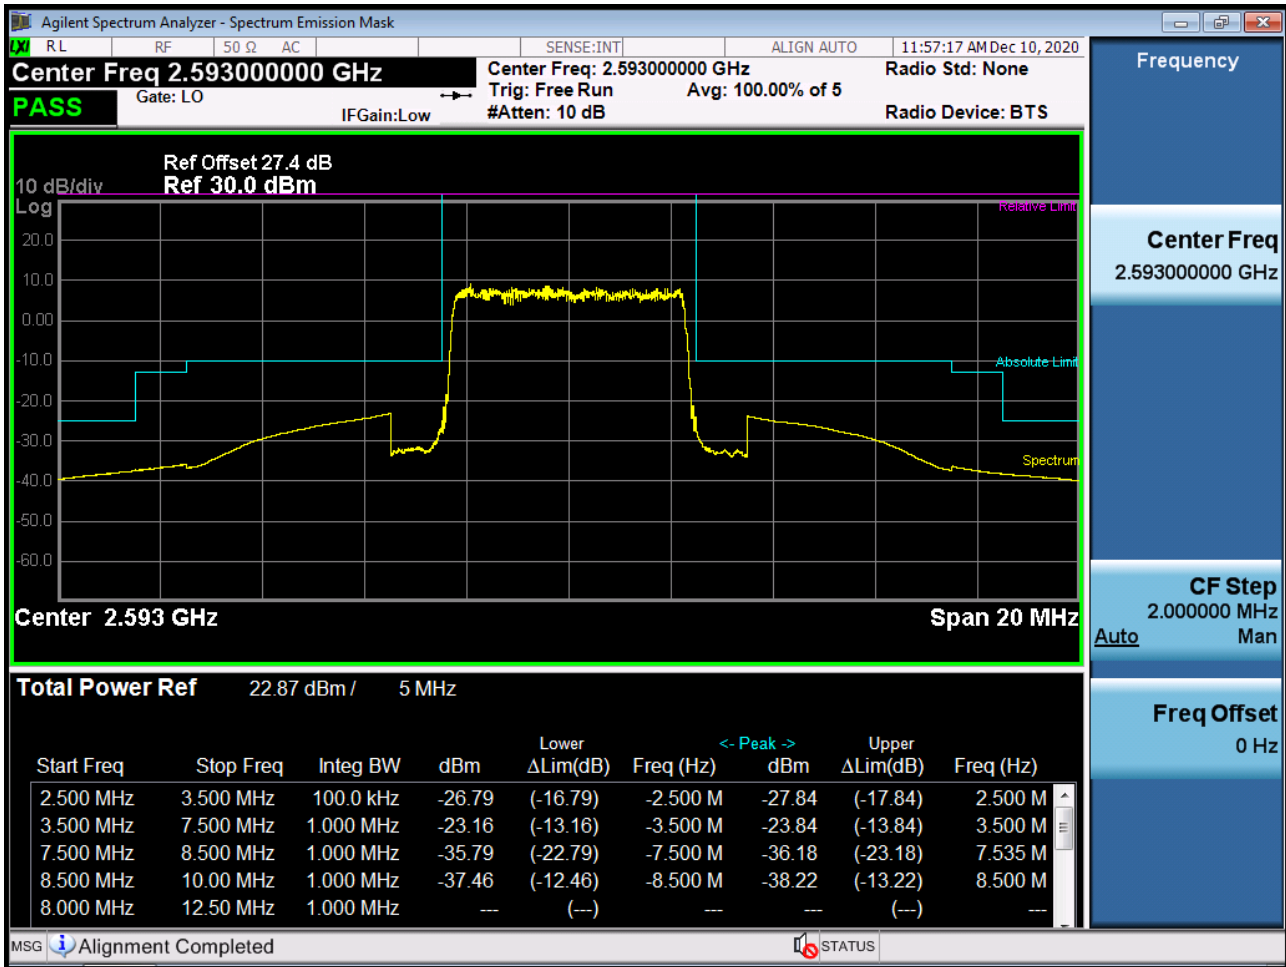 Agilent Spectrum Analyzer - Spectrum Emission Mask
LXI RL RF 50 Ω AC SENSE:INT ALIGN AUTO 11:57:17 AM Dec 10, 2020
Center Freq 2.593000000 GHz Center Freq: 2.593000000 GHz Radio Std: None
PASS Gate: LO Trig: Free Run Avg: 100.00% of 5
IFGain:Low #Atten: 10 dB Radio Device: BTS
Ref Offset 27.4 dB
10 dB/div Ref 30.0 dBm
Log
Relative Limit
20.0
10.0
0.00
-10.0
Absolute Limit
-20.0
-30.0
Spectrum
-40.0
-50.0
-60.0
Center 2.593 GHz Span 20 MHz
Total Power Ref 22.87 dBm / 5 MHz
Lower <- Peak -> Upper
Start Freq Stop Freq Integ BW dBm ΔLim(dB) Freq (Hz) dBm ΔLim(dB) Freq (Hz)
2.500 MHz 3.500 MHz 100.0 kHz -26.79 (-16.79) -2.500 M -27.84 (-17.84) 2.500 M
3.500 MHz 7.500 MHz 1.000 MHz -23.16 (-13.16) -3.500 M -23.84 (-13.84) 3.500 M
7.500 MHz 8.500 MHz 1.000 MHz -35.79 (-22.79) -7.500 M -36.18 (-23.18) 7.535 M
8.500 MHz 10.00 MHz 1.000 MHz -37.46 (-12.46) -8.500 M -38.22 (-13.22) 8.500 M
8.000 MHz 12.50 MHz 1.000 MHz --- (---) --- --- (---) ---
MSG Alignment Completed STATUS
Frequency
Center Freq
2.593000000 GHz
CF Step
2.000000 MHz
Auto Man
Freq Offset
0 Hz